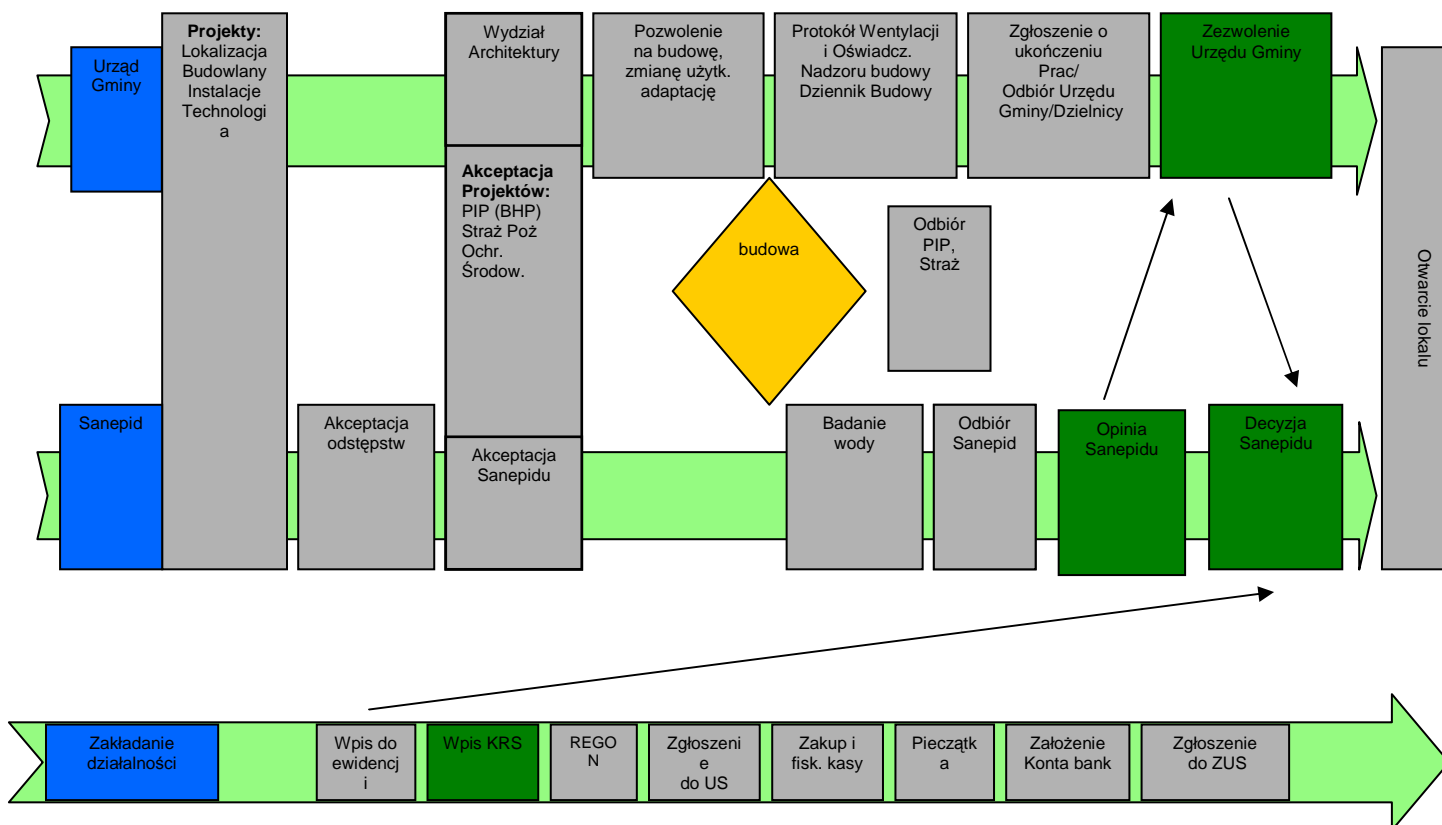 Urząd
Gminy
Projekty:
Lokalizacja
Budowlany
Instalacje
Technologi
a
Wydział
Architektury
Pozwolenie
na budowę,
zmianę użytk.
adaptację
Protokół Wentylacji
i Oświadcz.
Nadzoru budowy
Dziennik Budowy
Zgłoszenie o
ukończeniu
Prac/
Odbiór Urzędu
Gminy/Dzielnicy
Zezwolenie
Urzędu Gminy
Akceptacja
Projektów:
PIP (BHP)
Straż Poż
Ochr.
Środow.
budowa
Odbiór
PIP,
Straż
Otwarcie lokalu
Sanepid
Akceptacja
odstępstw
Akceptacja
Sanepidu
Badanie
wody
Odbiór
Sanepid
Opinia
Sanepidu
Decyzja
Sanepidu
Zakładanie
działalności
Wpis do
ewidencj
i
Wpis KRS
REGO
N
Zgłoszeni
e
do US
Zakup i
fisk. kasy
Pieczątk
a
Założenie
Konta bank
Zgłoszenie
do ZUS